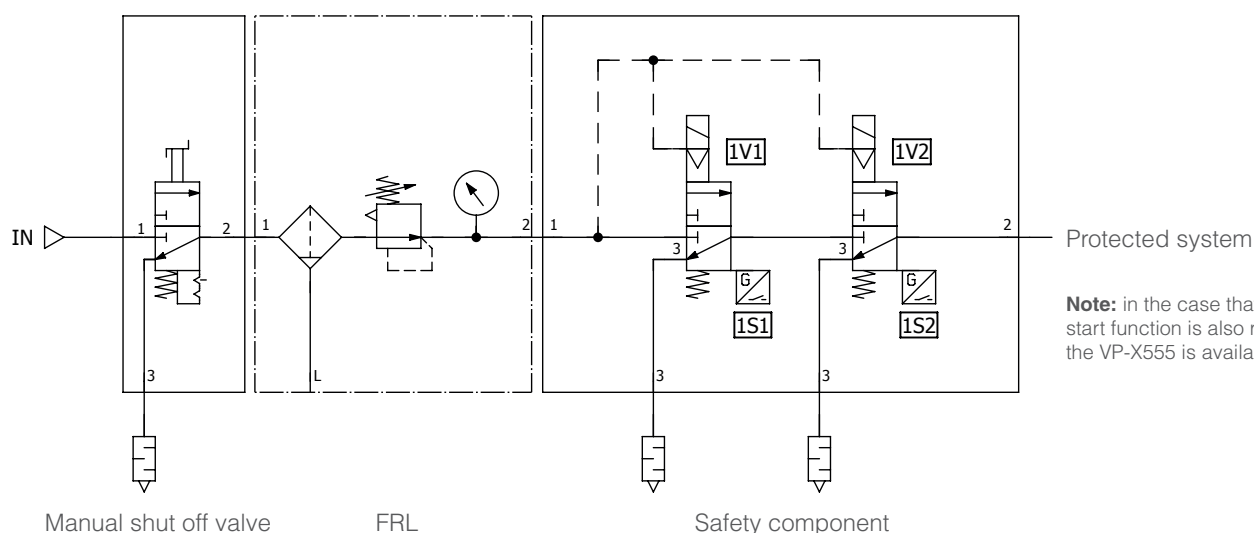 1V1
1V2
IN
1
2
1
2
1
3
3
2
Protected system
G
G
1S1
1S2
Note: in the case tha
start function is also r
the VP-X555 is availa
3
L
3
3
Manual shut off valve
FRL
Safety component